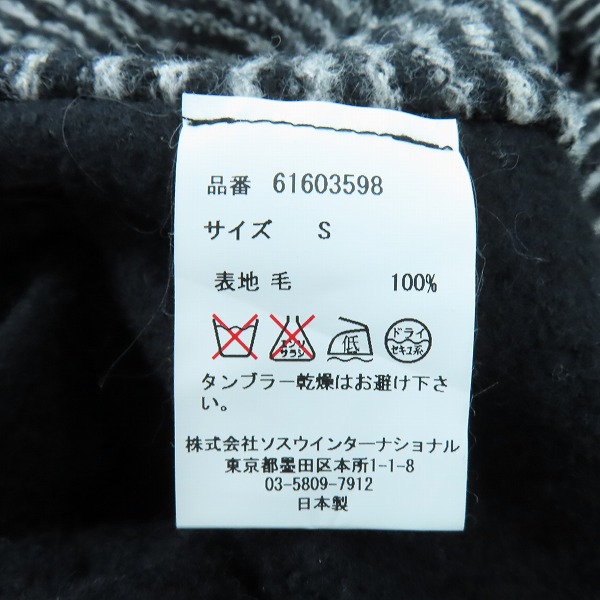 品番 61603598
サイズ S
表地 毛 100%
エンソ
サラシ
低
ドライ
セキユ系
タンブラー乾燥はお避け下さ
い。
株式会社ソスウインターナショナル
東京都墨田区本所1-1-8
03-5809-7912
日本製